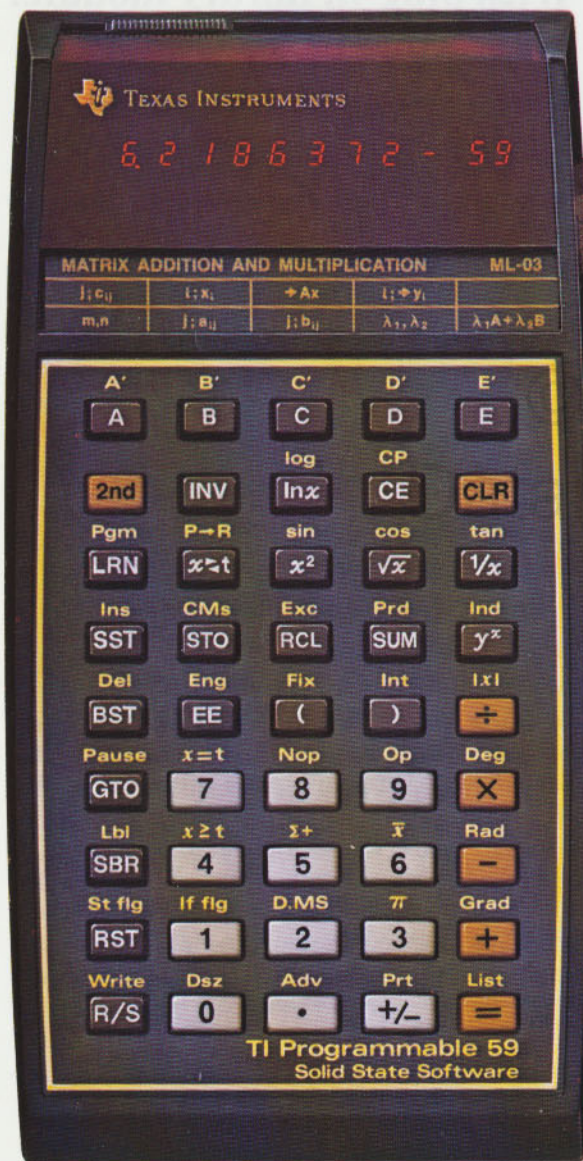 TEXAS INSTRUMENTS
6.2186372-59
MATRIX ADDITION AND MULTIPLICATION ML-03
j;cᵢⱼ i;xᵢ →Ax i;→yᵢ
m,n j;aᵢⱼ j;bᵢⱼ λ₁,λ₂ λ₁A+λ₂B
A' B' C' D' E'
A B C D E
log CP
2nd INV lnx CE CLR
Pgm P→R sin cos tan
LRN x⇄t x² √x 1/x
Ins CMs Exc Prd Ind
SST STO RCL SUM yˣ
Del Eng Fix Int |x|
BST EE ( ) ÷
Pause x=t Nop Op Deg
GTO 7 8 9 ×
Lbl x≥t Σ+ x̄ Rad
SBR 4 5 6 −
St flg If flg D.MS π Grad
RST 1 2 3 +
Write Dsz Adv Prt List
R/S 0 . +/− =
TI Programmable 59
Solid State Software